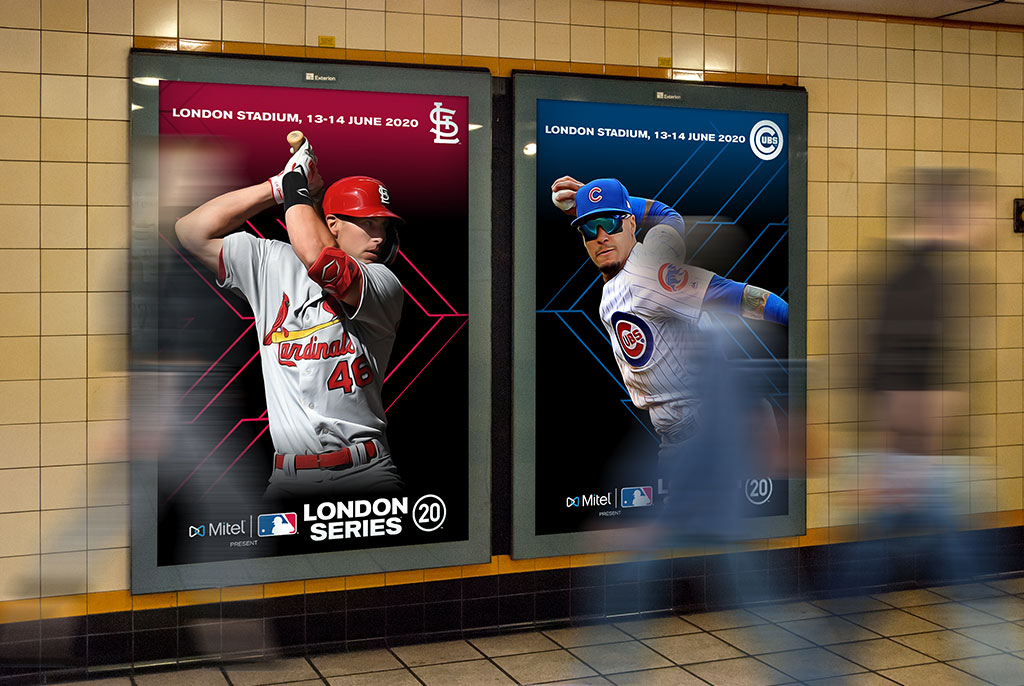 Exterion
LONDON STADIUM, 13-14 JUNE 2020
STL
STL
Cardinals
46
Mitel
PRESENT
LONDON
SERIES
20
Exterion
LONDON STADIUM, 13-14 JUNE 2020
CUBS
C
CUBS
Mitel
PRESENT
L
20